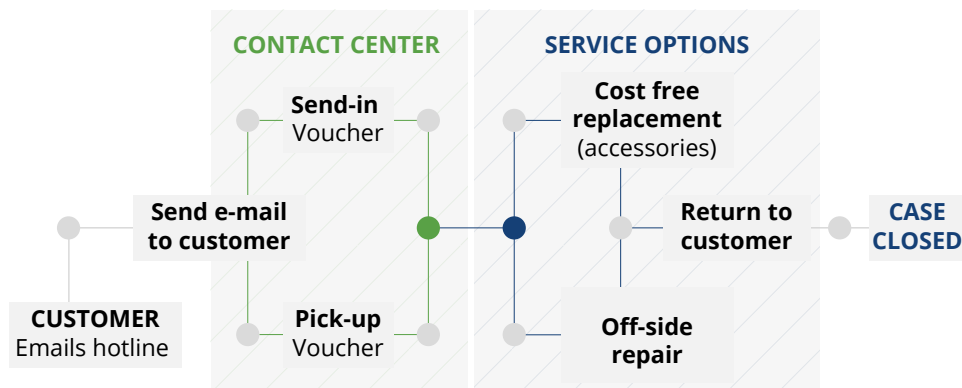 CONTACT CENTER
SERVICE OPTIONS
Send-in
Voucher
Cost free
replacement
(accessories)
Send e-mail
to customer
Return to
customer
CASE
CLOSED
CUSTOMER
Emails hotline
Pick-up
Voucher
Off-side
repair